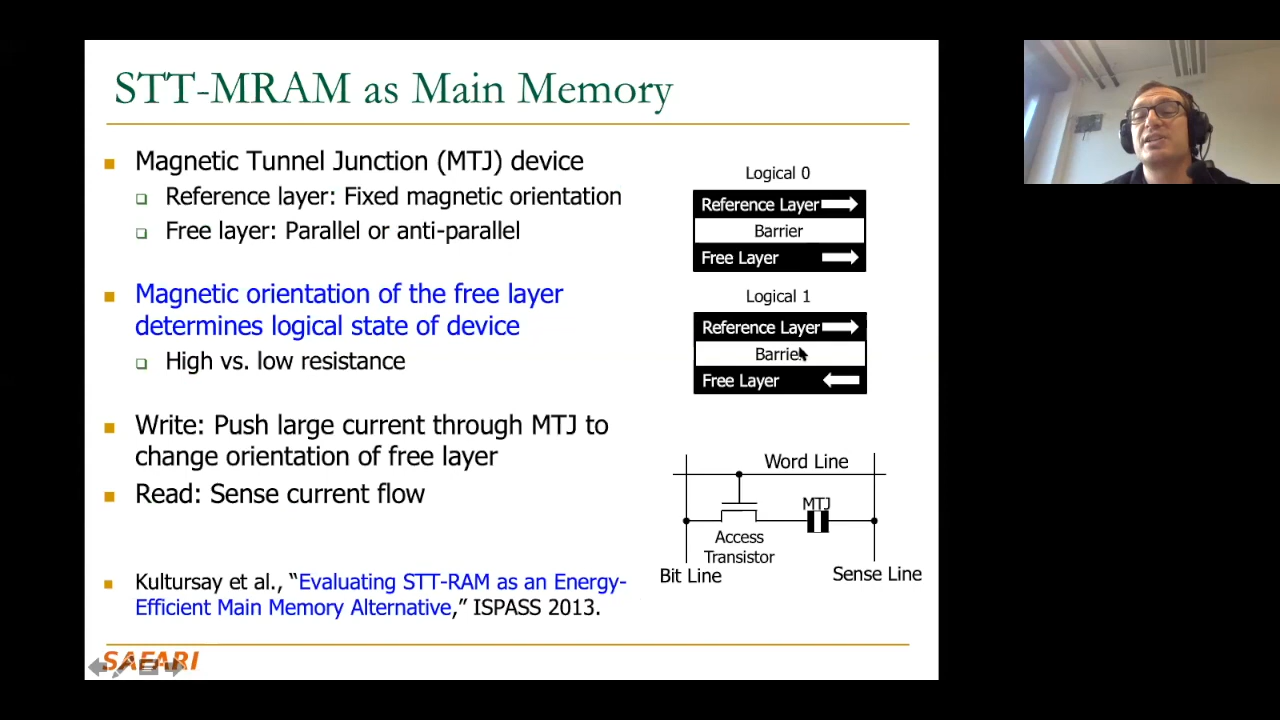 STT-MRAM as Main Memory
Magnetic Tunnel Junction (MTJ) device
Reference layer: Fixed magnetic orientation
Free layer: Parallel or anti-parallel
Magnetic orientation of the free layer
determines logical state of device
High vs. low resistance
Write: Push large current through MTJ to
change orientation of free layer
Read: Sense current flow
Kultursay et al., “Evaluating STT-RAM as an Energy-
Efficient Main Memory Alternative,” ISPASS 2013.
Logical 0
Reference Layer
Barrier
Free Layer
Logical 1
Reference Layer
Barrier
Free Layer
Word Line
MTJ
Access
Transistor
Bit Line
Sense Line
SAFARI